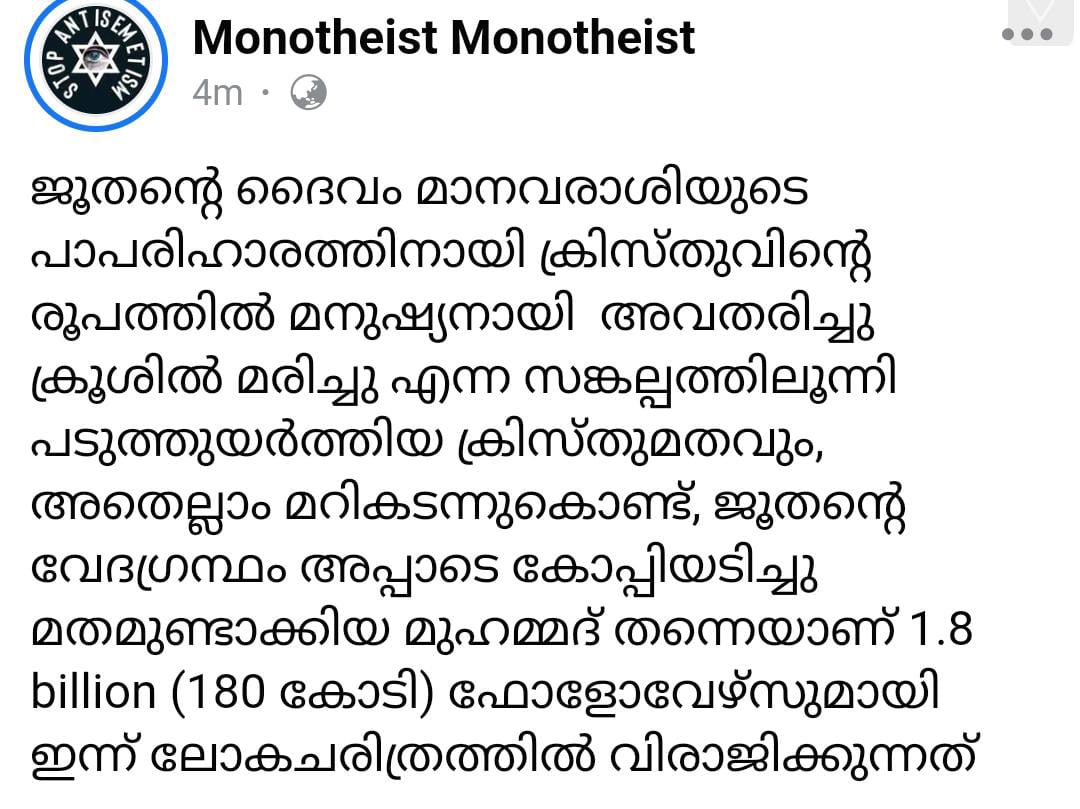 STOP ANTISEMETISM
Monotheist Monotheist
4m ·
ജൂതന്റെ ദൈവം മാനവരാശിയുടെ
പാപരിഹാരത്തിനായി ക്രിസ്തുവിന്റെ
രൂപത്തിൽ മനുഷ്യനായി അവതരിച്ചു
ക്രൂശിൽ മരിച്ചു എന്ന സങ്കല്പത്തിലൂന്നി
പടുത്തുയർത്തിയ ക്രിസ്തുമതവും,
അതെല്ലാം മറികടന്നുകൊണ്ട്, ജൂതന്റെ
വേദഗ്രന്ഥം അപ്പാടെ കോപ്പിയടിച്ചു
മതമുണ്ടാക്കിയ മുഹമ്മദ് തന്നെയാണ് 1.8
billion (180 കോടി) ഫോളോവേഴ്സുമായി
ഇന്ന് ലോകചരിത്രത്തിൽ വിരാജിക്കുന്നത്